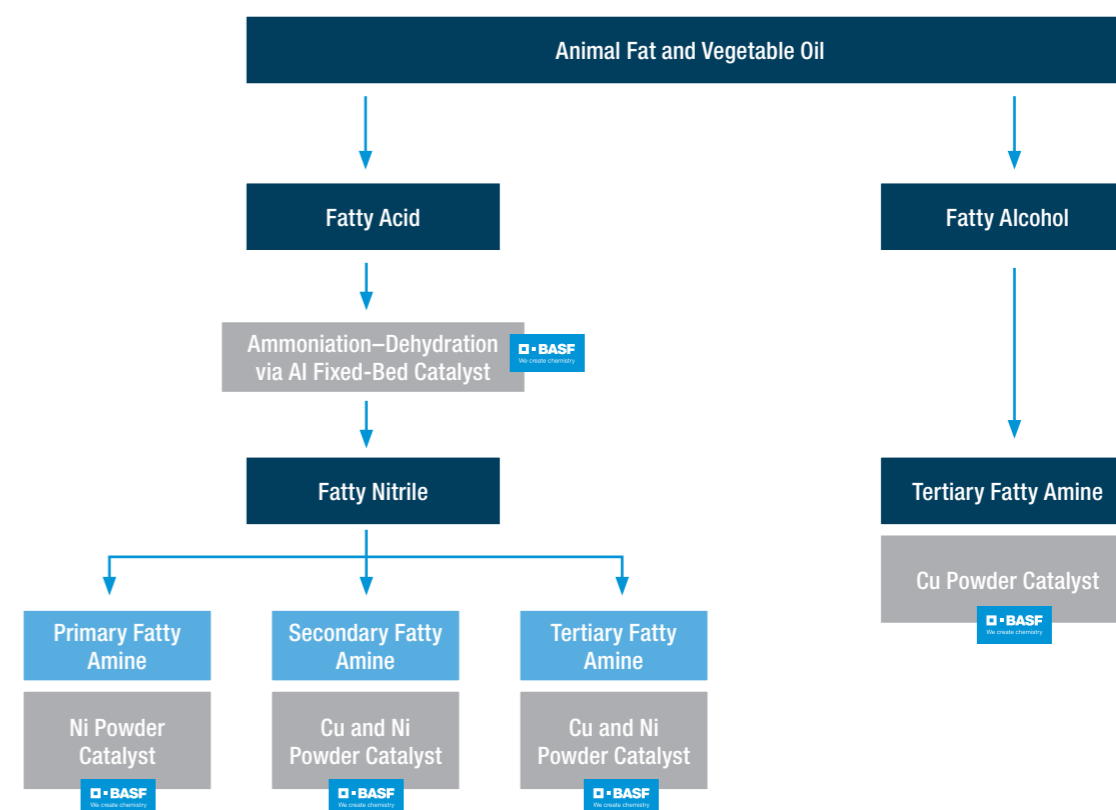 Animal Fat and Vegetable Oil
Fatty Acid
Fatty Alcohol
Ammoniation–Dehydration
via Al Fixed-Bed Catalyst
BASF
We create chemistry
Fatty Nitrile
Tertiary Fatty Amine
Cu Powder Catalyst
BASF
We create chemistry
Primary Fatty
Amine
Secondary Fatty
Amine
Tertiary Fatty
Amine
Ni Powder
Catalyst
Cu and Ni
Powder Catalyst
Cu and Ni
Powder Catalyst
BASF
We create chemistry
BASF
We create chemistry
BASF
We create chemistry